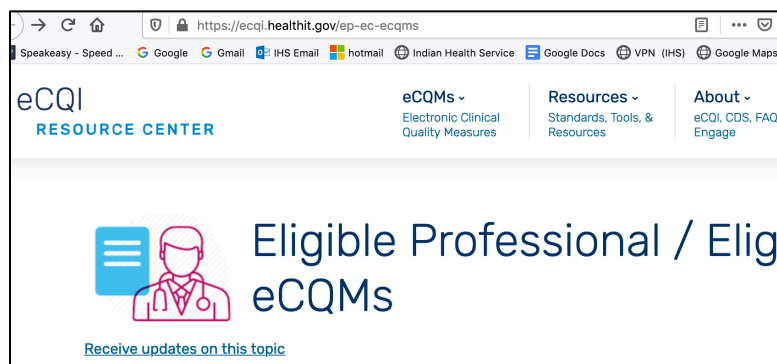 https://ecqi.healthit.gov/ep-ec-ecqms
Speakeasy - Speed ... Google Gmail IHS Email hotmail Indian Health Service Google Docs VPN (IHS) Google Maps
eCQI
RESOURCE CENTER
eCQMs
Electronic Clinical
Quality Measures
Resources
Standards, Tools, &
Resources
About
eCQI, CDS, FAQ
Engage
Eligible Professional / Elig
eCQMs
Receive updates on this topic